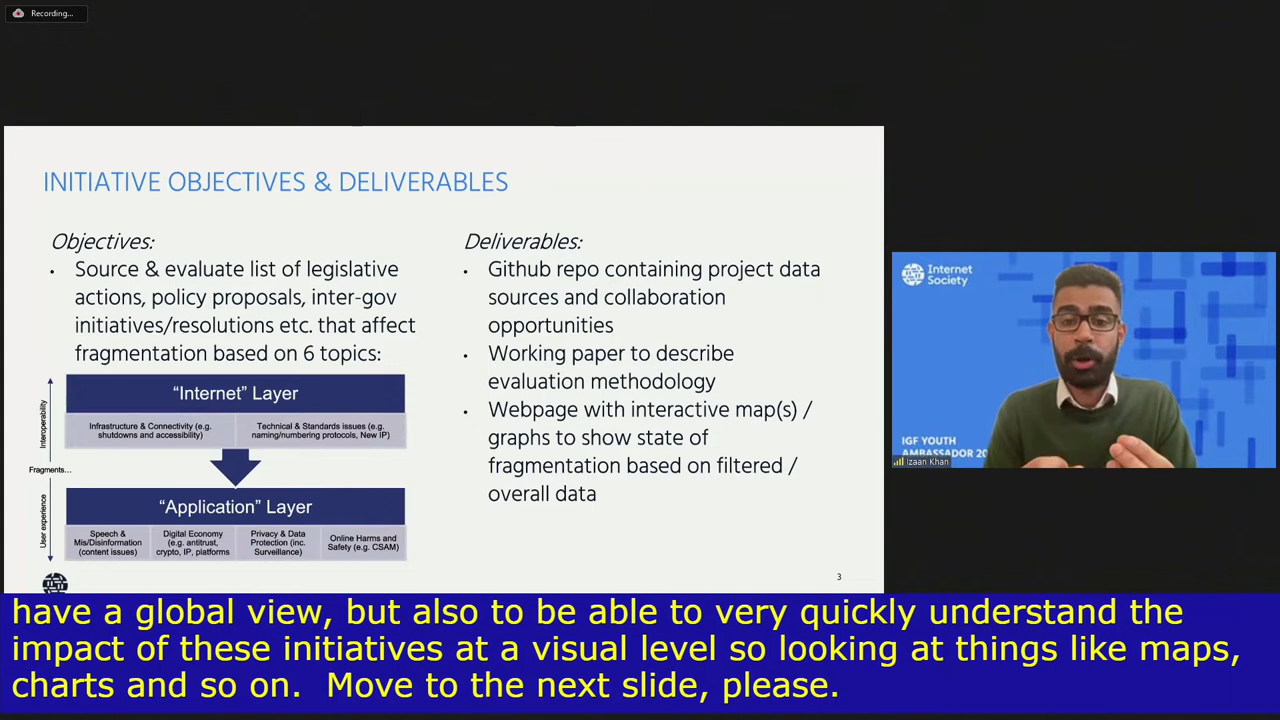 Recording...
INITIATIVE OBJECTIVES & DELIVERABLES
Objectives:
• Source & evaluate list of legislative
actions, policy proposals, inter-gov
initiatives/resolutions etc. that affect
fragmentation based on 6 topics:
Interoperability
Fragments...
User experience
“Internet” Layer
Infrastructure & Connectivity (e.g.
shutdowns and accessibility)
Technical & Standards issues (e.g.
naming/numbering protocols, New IP)
“Application” Layer
Speech &
Mis/Disinformation
(content issues)
Digital Economy
(e.g. antitrust,
crypto, IP, platforms
Privacy & Data
Protection (inc.
Surveillance)
Online Harms and
Safety (e.g. CSAM)
Deliverables:
• Github repo containing project data
sources and collaboration
opportunities
• Working paper to describe
evaluation methodology
• Webpage with interactive map(s) /
graphs to show state of
fragmentation based on filtered /
overall data
3
Internet
Society
IGF YOUTH
AMBASSADOR 20
Izaan Khan
have a global view, but also to be able to very quickly understand the
impact of these initiatives at a visual level so looking at things like maps,
charts and so on.  Move to the next slide, please.